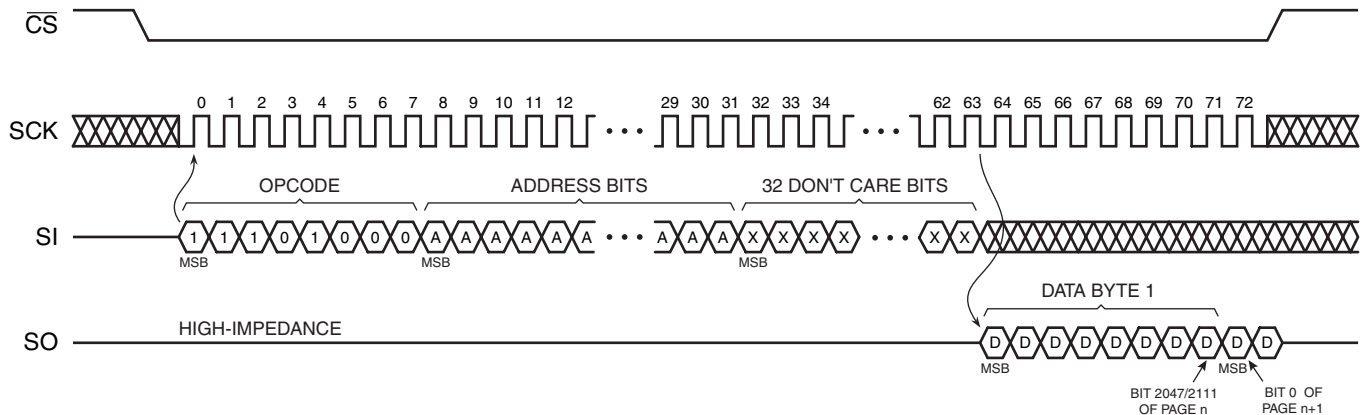 CS
0 1 2 3 4 5 6 7 8 9 10 11 12 29 30 31 32 33 34 62 63 64 65 66 67 68 69 70 71 72
SCK • • • • • •
OPCODE ADDRESS BITS 32 DON'T CARE BITS
SI 1 1 1 0 1 0 0 0 A A A A A A • • • A A A X X X X • • • X X
MSB MSB MSB
DATA BYTE 1
HIGH-IMPEDANCE
SO D D D D D D D D D D
MSB MSB
BIT 2047/2111 BIT 0 OF
OF PAGE n PAGE n+1